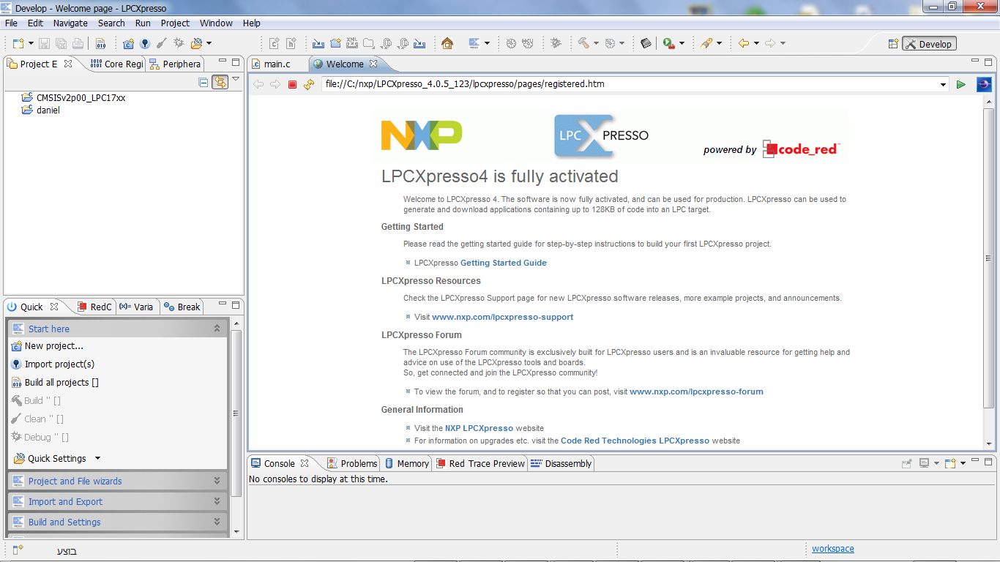 Develop - Welcome page - LPCXpresso
File Edit Navigate Search Run Project Window Help
Develop
Project E Core Regi Periphera
main.c Welcome
file://C:/nxp/LPCXpresso_4.0.5_123/lpcxpresso/pages/registered.htm
CMSISv2p00_LPC17xx
daniel
NXP
LPC XPRESSO
powered by code_red
LPCXpresso4 is fully activated
Welcome to LPCXpresso 4. The software is now fully activated, and can be used for production. LPCXpresso can be used to
generate and download applications containing up to 128KB of code into an LPC target.
Getting Started
Please read the getting started guide for step-by-step instructions to build your first LPCXpresso project.
LPCXpresso Getting Started Guide
LPCXpresso Resources
Check the LPCXpresso Support page for new LPCXpresso software releases, more example projects, and announcements.
Visit www.nxp.com/lpcxpresso-support
LPCXpresso Forum
The LPCXpresso Forum community is exclusively built for LPCXpresso users and is an invaluable resource for getting help and
advice on use of the LPCXpresso tools and boards.
So, get connected and join the LPCXpresso community!
To view the forum, and to register so that you can post, visit www.nxp.com/lpcxpresso-forum
General Information
Visit the NXP LPCXpresso website
For information on upgrades etc. visit the Code Red Technologies LPCXpresso website
Quick RedC (x)= Varia Break
Start here
New project...
Import project(s)
Build all projects []
Build '' []
Clean '' []
Debug '' []
Quick Settings
Project and File wizards
Import and Export
Build and Settings
Console Problems Memory Red Trace Preview Disassembly
No consoles to display at this time.
בוצע
workspace